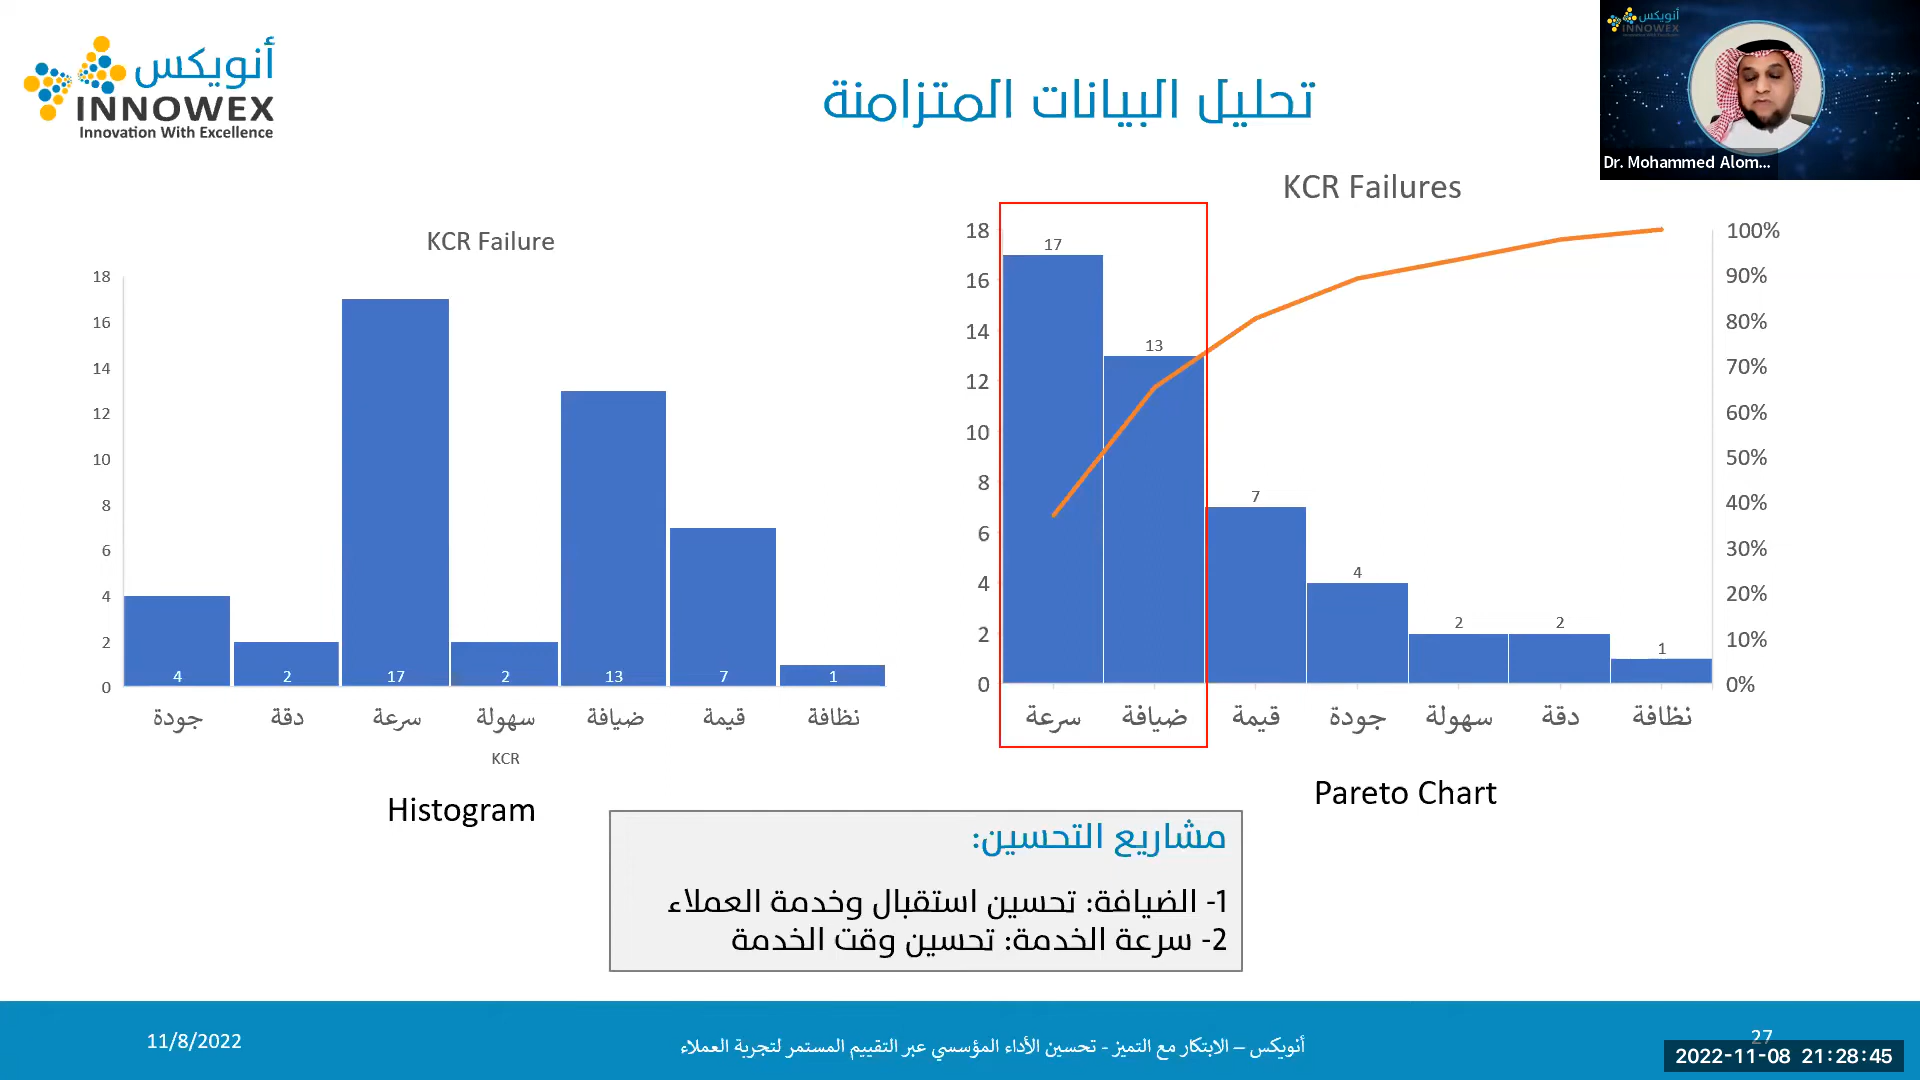 أنويكس
INNOWEX
Innovation With Excellence
تحليل البيانات المتزامنة
أنويكس
INNOWEX
Dr. Mohammed Alom...
KCR Failure
18
16
14
12
10
8
6
4
2
0
4
2
17
2
13
7
1
جودة
دقة
سرعة
سهولة
ضيافة
قيمة
نظافة
KCR
Histogram
KCR Failures
18
16
14
12
10
8
6
4
2
0
17
13
7
4
2
2
1
100%
90%
80%
70%
60%
50%
40%
30%
20%
10%
0%
سرعة
ضيافة
قيمة
جودة
سهولة
دقة
نظافة
Pareto Chart
مشاريع التحسين:
1- الضيافة: تحسين استقبال وخدمة العملاء
2- سرعة الخدمة: تحسين وقت الخدمة
11/8/2022
أنويكس – الابتكار مع التميز - تحسين الأداء المؤسسي عبر التقييم المستمر لتجربة العملاء
27
2022-11-08 21:28:45